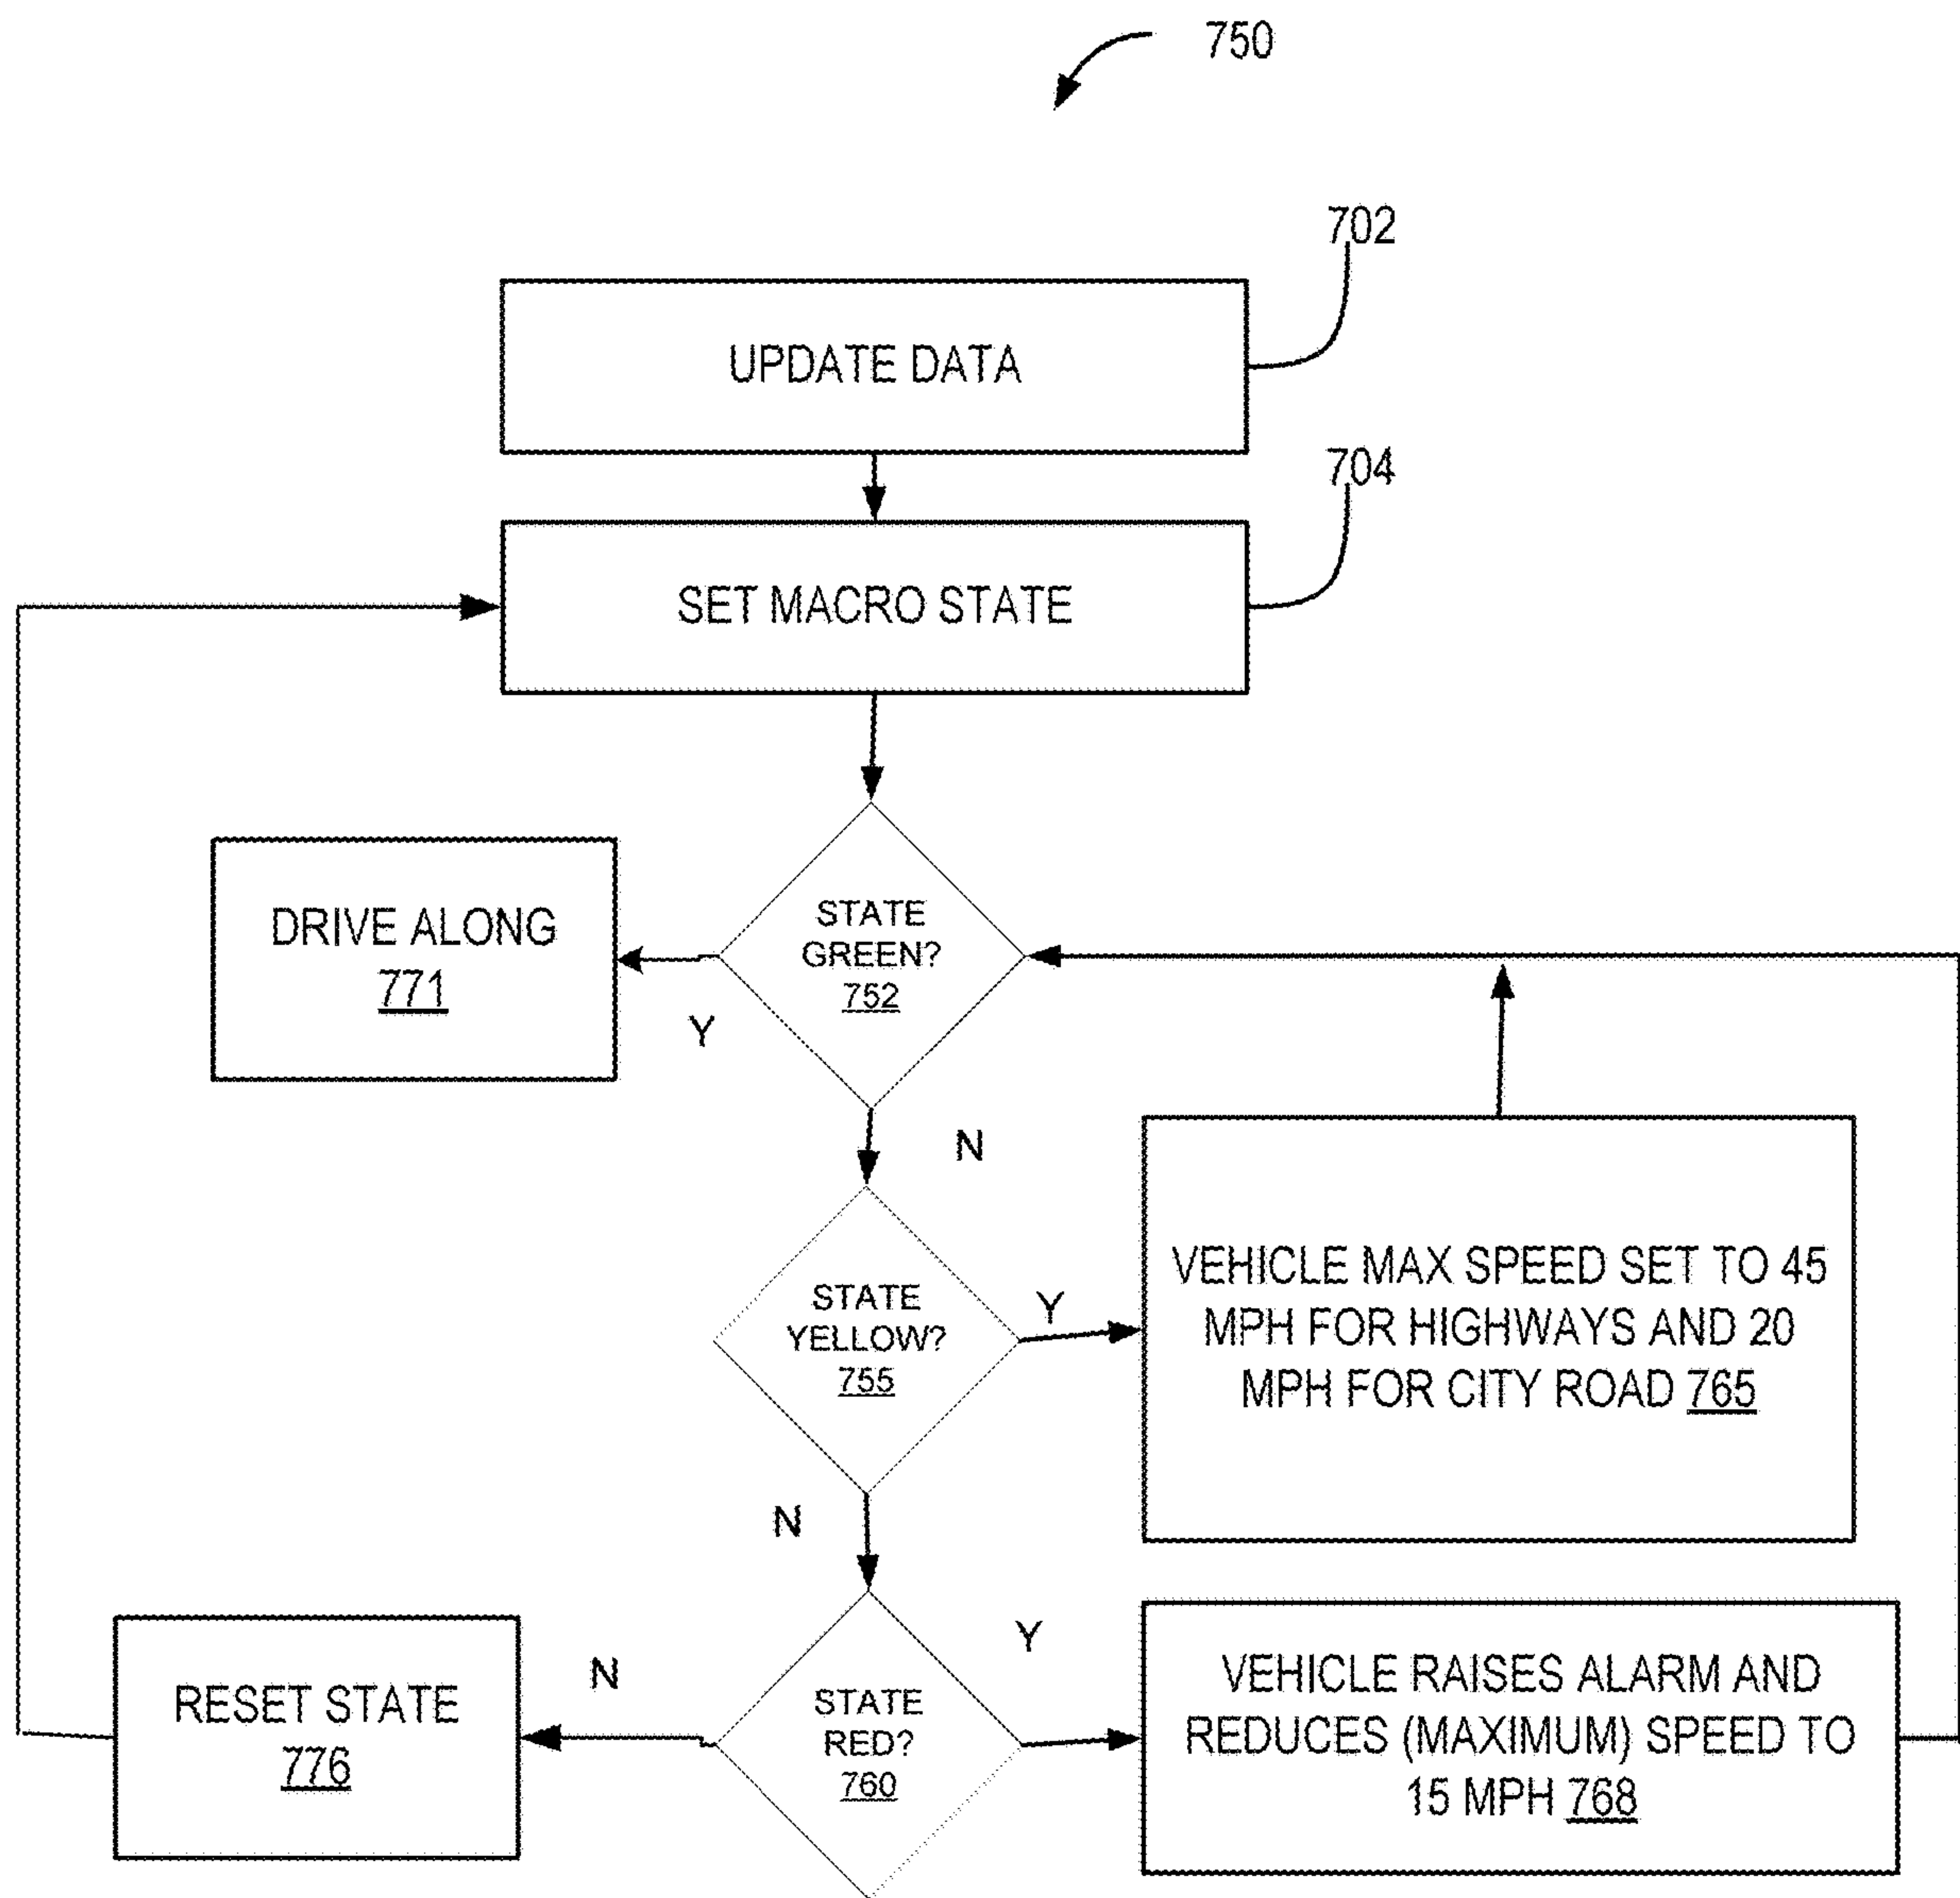 750
702
UPDATE DATA
704
SET MACRO STATE
STATE
GREEN?
752
DRIVE ALONG
771
Y
N
STATE
YELLOW?
755
Y
VEHICLE MAX SPEED SET TO 45
MPH FOR HIGHWAYS AND 20
MPH FOR CITY ROAD 765
N
STATE
RED?
760
Y
VEHICLE RAISES ALARM AND
REDUCES (MAXIMUM) SPEED TO
15 MPH 768
N
RESET STATE
776